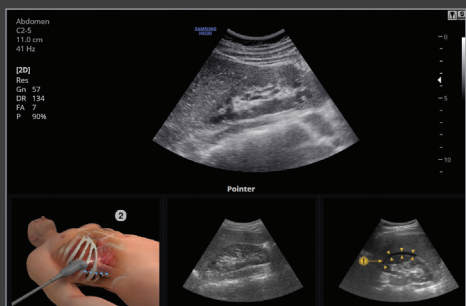 Abdomen
C2-5
11.0 cm
41 Hz
[2D]
Res
Gn 57
DR 134
FA 7
P 90%
SAMSUNG
MEDISON
0
5
10
Pointer
2